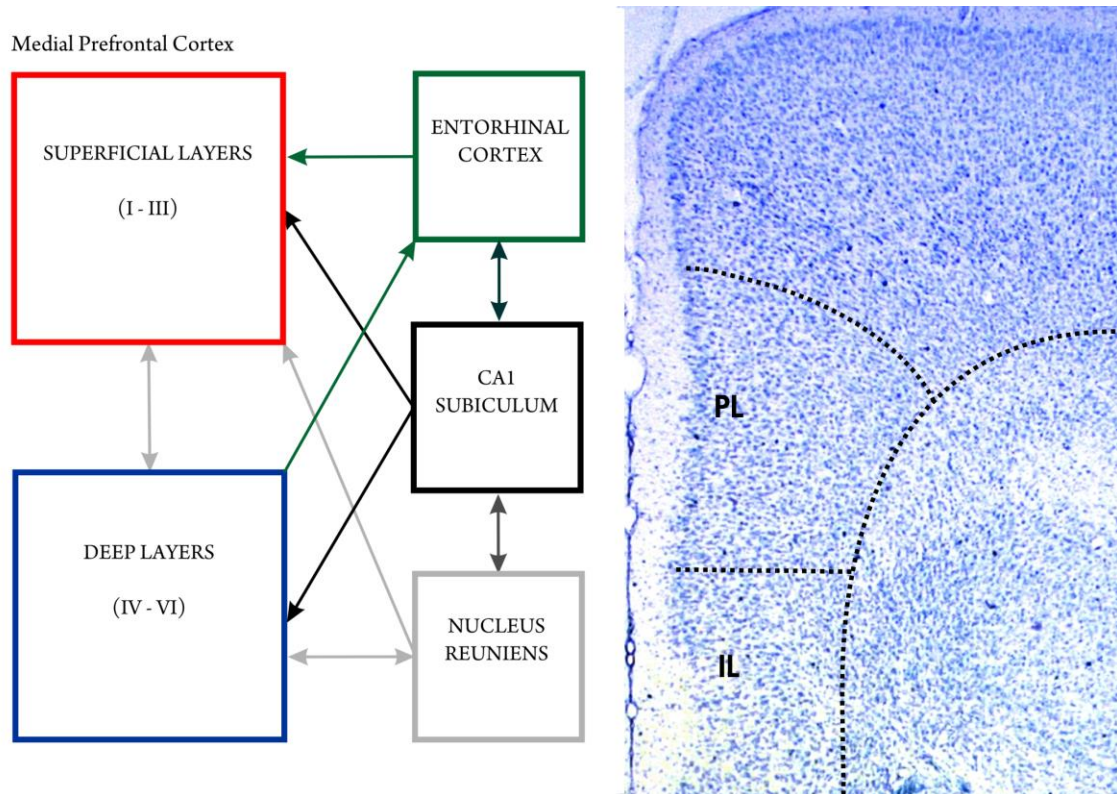 Medial Prefrontal Cortex
SUPERFICIAL LAYERS
(I - III)
ENTORHINAL
CORTEX
CA1
SUBICULUM
DEEP LAYERS
(IV - VI)
NUCLEUS
REUNIENS
PL
IL